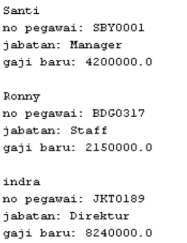 Santi
no pegawai: SBY0001
jabatan: Manager
gaji baru: 4200000.0

Ronny
no pegawai: BDG0317
jabatan: Staff
gaji baru: 2150000.0

indra
no pegawai: JKT0189
jabatan: Direktur
gaji baru: 8240000.0